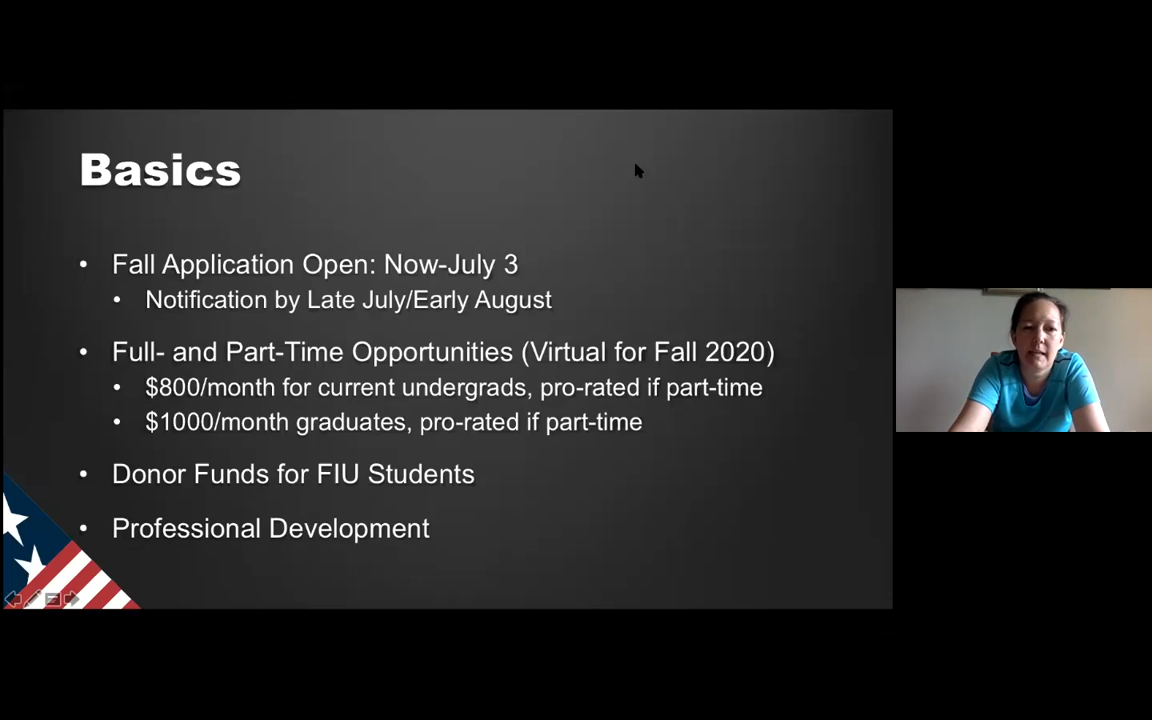 Basics
• Fall Application Open: Now-July 3
• Notification by Late July/Early August
• Full- and Part-Time Opportunities (Virtual for Fall 2020)
• $800/month for current undergrads, pro-rated if part-time
• $1000/month graduates, pro-rated if part-time
• Donor Funds for FIU Students
• Professional Development